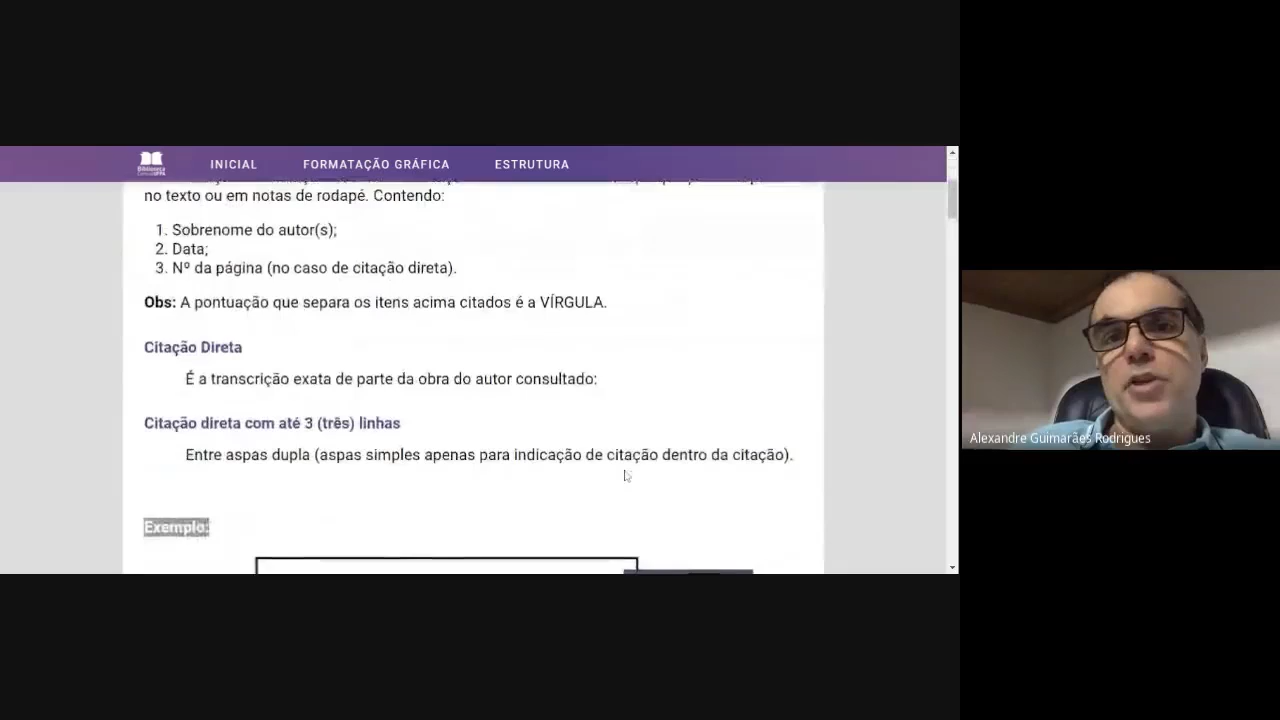 INICIAL
FORMATAÇÃO GRÁFICA
ESTRUTURA
no texto ou em notas de rodapé. Contendo:
1. Sobrenome do autor(s);
2. Data;
3. Nº da página (no caso de citação direta).
Obs: A pontuação que separa os itens acima citados é a VÍRGULA.
Citação Direta
É a transcrição exata de parte da obra do autor consultado:
Citação direta com até 3 (três) linhas
Entre aspas dupla (aspas simples apenas para indicação de citação dentro da citação).
Exemplo:
Alexandre Guimarães Rodrigues